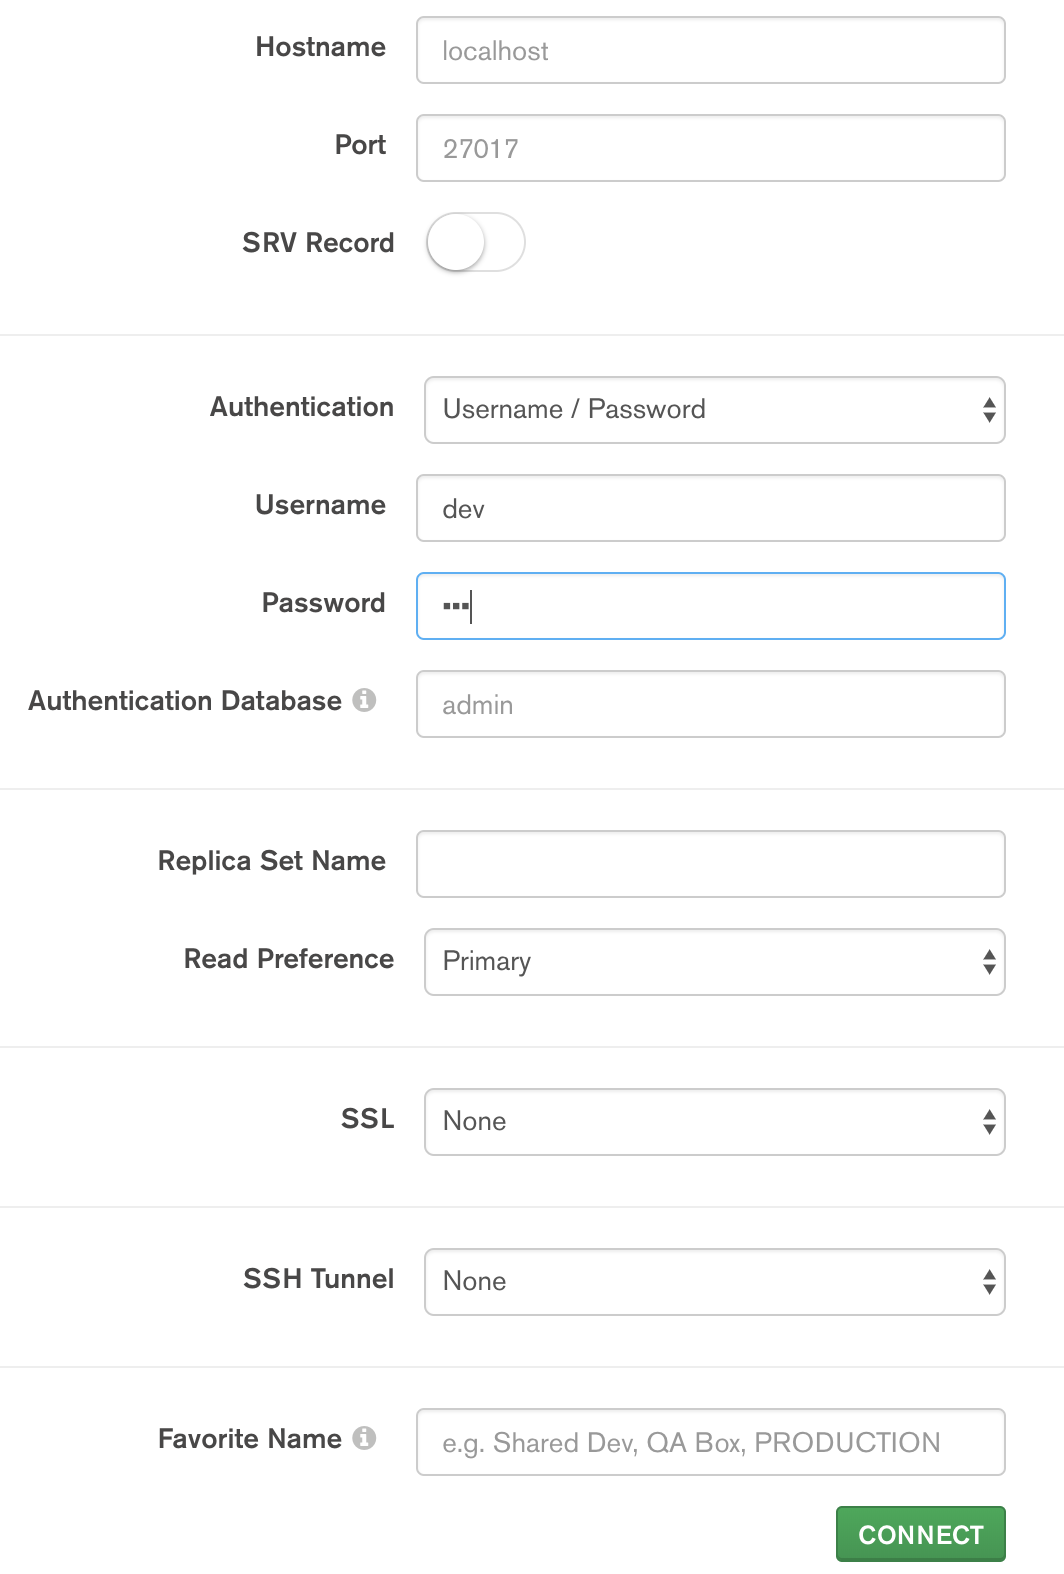 Hostname localhost
Port 27017
SRV Record
Authentication Username / Password
Username dev
Password ▪▪▪
Authentication Database admin
Replica Set Name
Read Preference Primary
SSL None
SSH Tunnel None
Favorite Name e.g. Shared Dev, QA Box, PRODUCTION
CONNECT